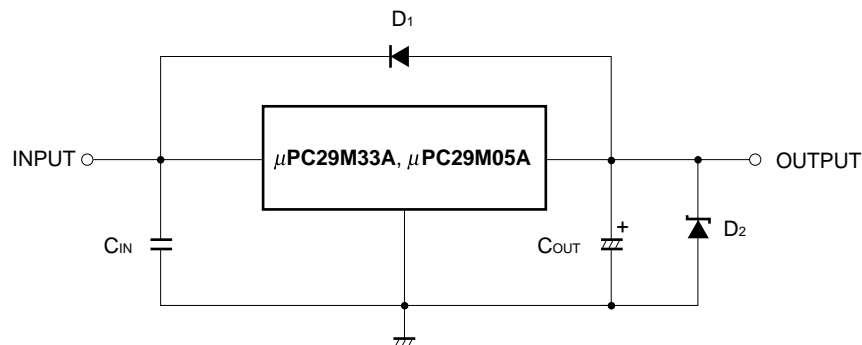 D1
INPUT
μPC29M33A, μPC29M05A
OUTPUT
CIN
COUT
+
D2